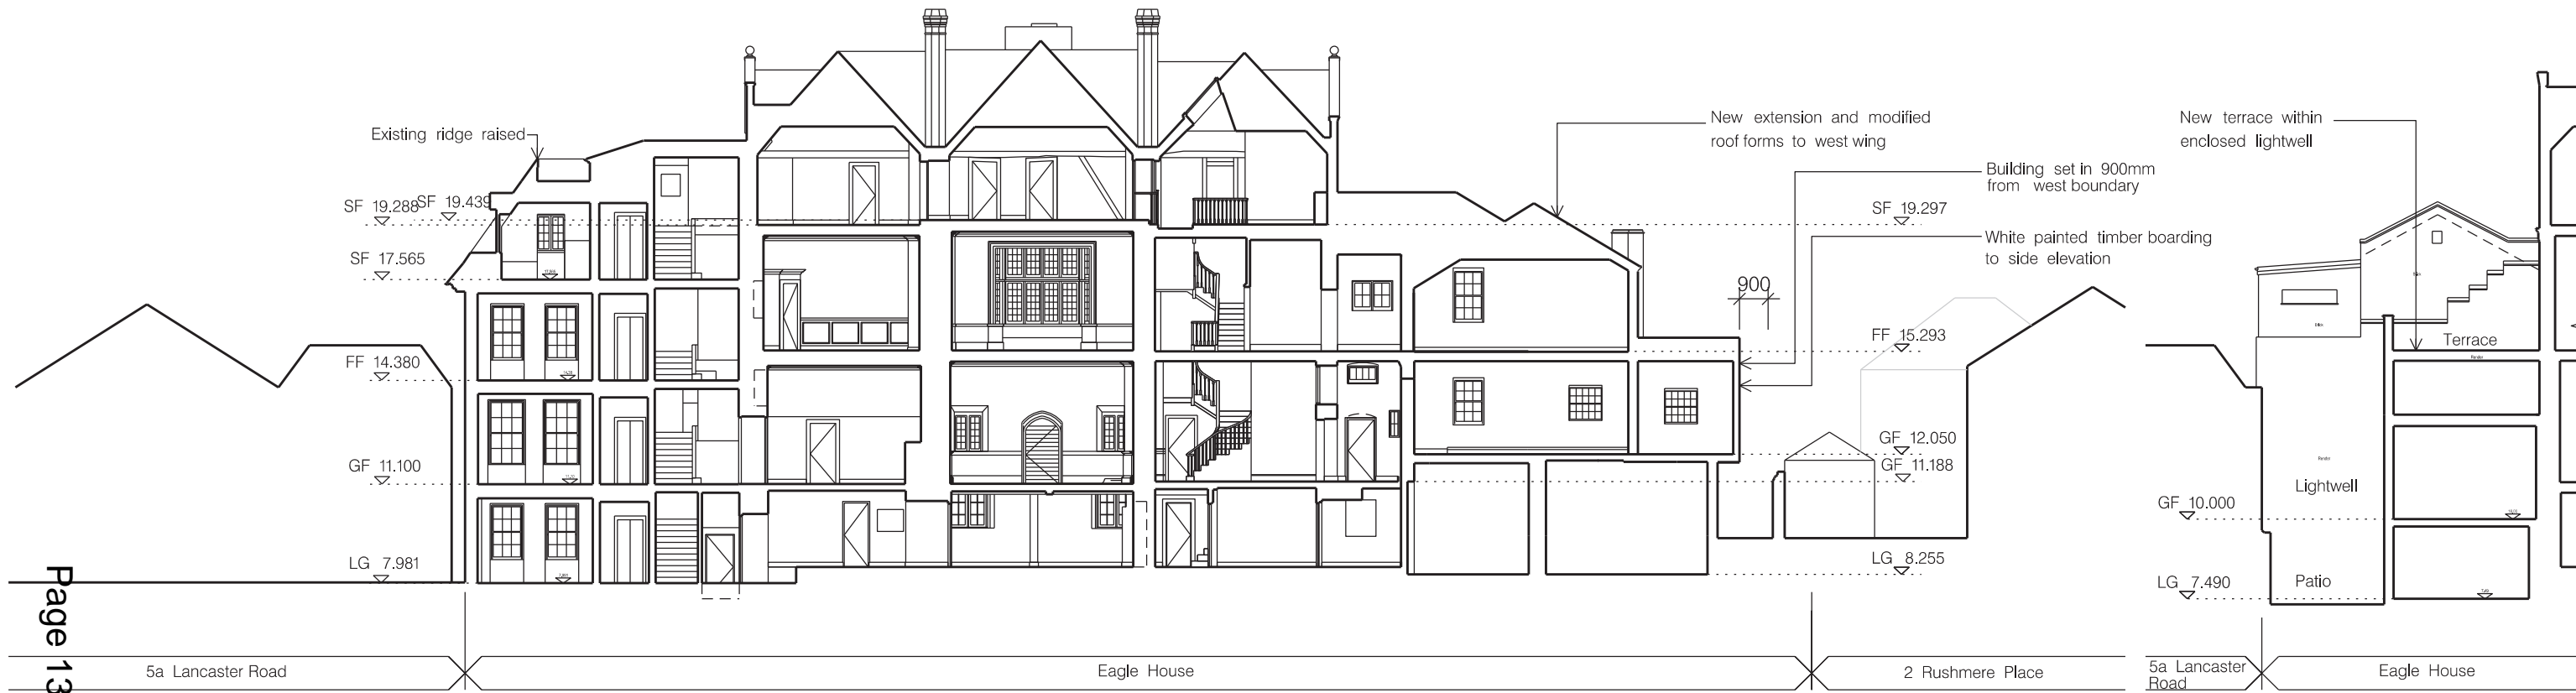 Existing ridge raised
SF 19.288
SF 19.439
SF 17.565
FF 14.380
GF 11.100
LG 7.981
New extension and modified
roof forms to west wing
Building set in 900mm
from west boundary
White painted timber boarding
to side elevation
SF 19.297
900
FF 15.293
GF 12.050
GF 11.188
LG 8.255
New terrace within
enclosed lightwell
Terrace
Lightwell
GF 10.000
LG 7.490
Patio
Page 13
5a Lancaster Road
Eagle House
2 Rushmere Place
5a Lancaster
Road
Eagle House